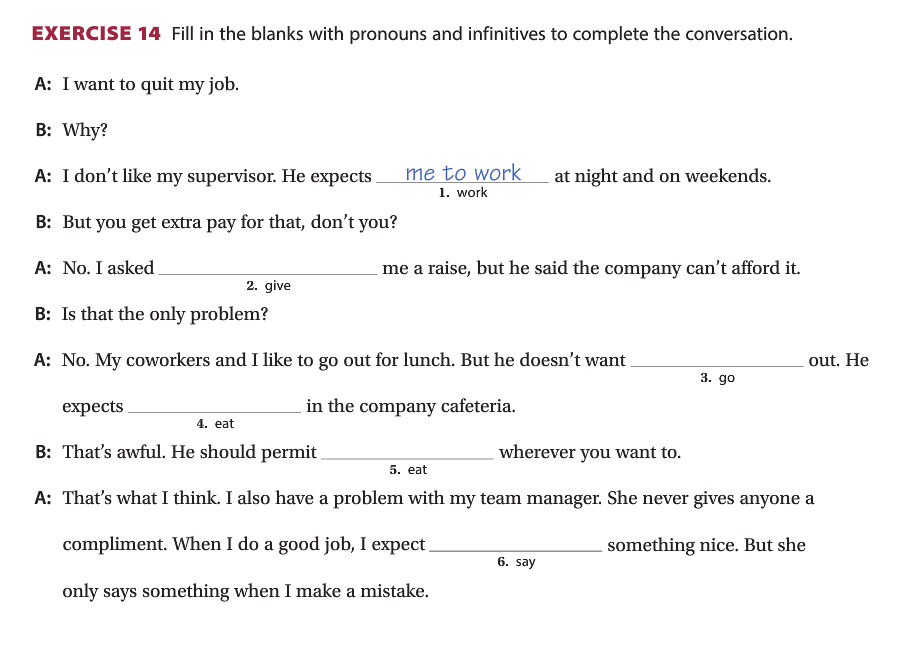 EXERCISE 14 Fill in the blanks with pronouns and infinitives to complete the conversation.
A: I want to quit my job.
B: Why?
A: I don't like my supervisor. He expects me to work at night and on weekends.
1. work
B: But you get extra pay for that, don't you?
A: No. I asked ____ me a raise, but he said the company can't afford it.
2. give
B: Is that the only problem?
A: No. My coworkers and I like to go out for lunch. But he doesn't want ____ out. He
3. go
expects ____ in the company cafeteria.
4. eat
B: That's awful. He should permit ____ wherever you want to.
5. eat
A: That's what I think. I also have a problem with my team manager. She never gives anyone a
compliment. When I do a good job, I expect ____ something nice. But she
6. say
only says something when I make a mistake.